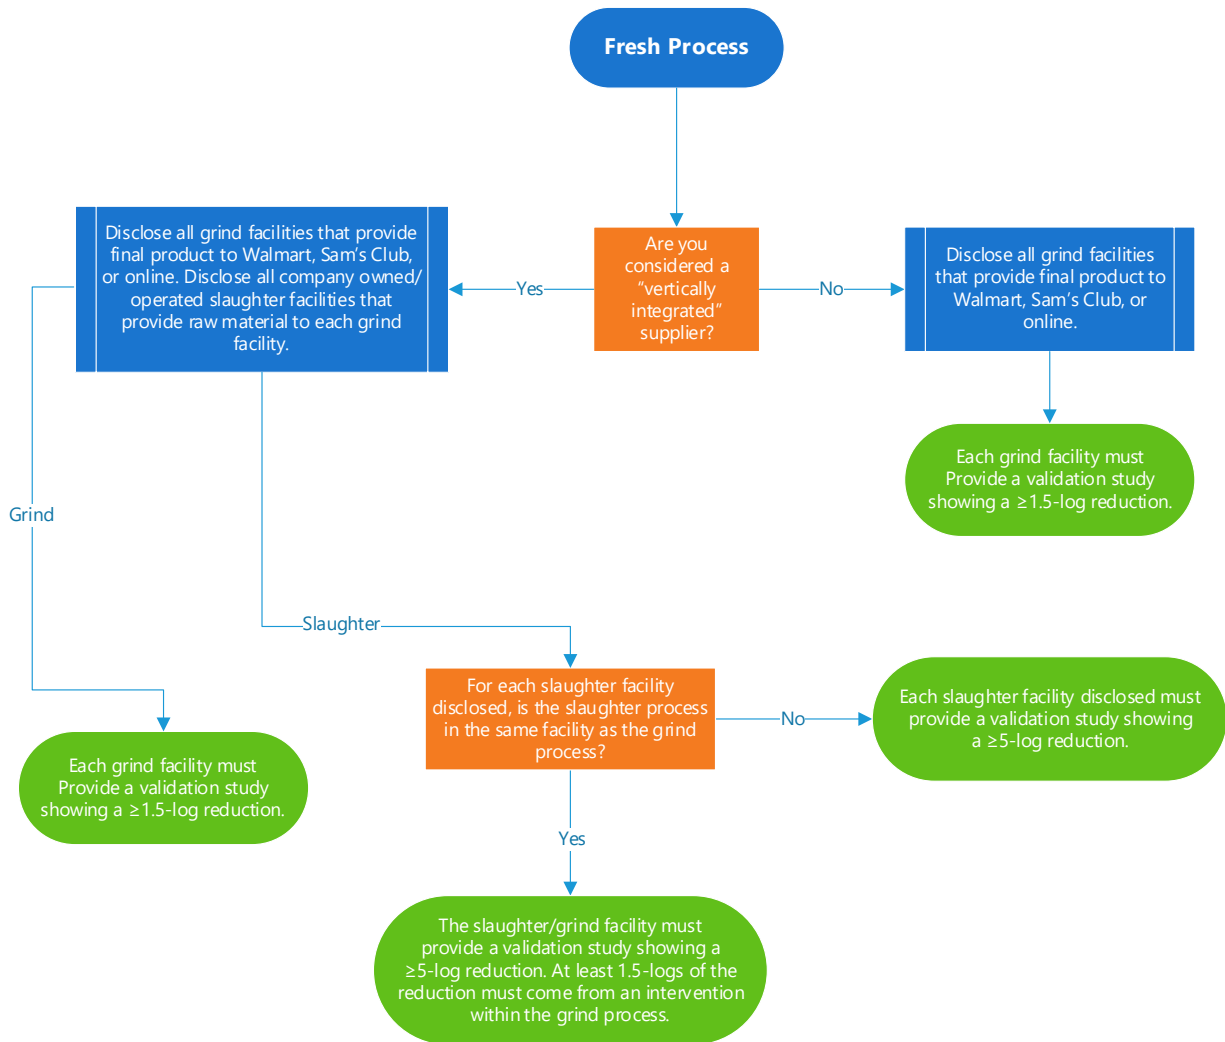 Fresh Process
Disclose all grind facilities that provide
final product to Walmart, Sam's Club,
or online. Disclose all company owned/
operated slaughter facilities that
provide raw material to each grind
facility.
Yes
Are you
considered a
“vertically
integrated”
supplier?
No
Disclose all grind facilities
that provide final product to
Walmart, Sam's Club, or
online.
Each grind facility must
Provide a validation study
showing a ≥1.5-log reduction.
Grind
Slaughter
For each slaughter facility
disclosed, is the slaughter process
in the same facility as the grind
process?
No
Each slaughter facility disclosed must
provide a validation study showing
a ≥5-log reduction.
Each grind facility must
Provide a validation study
showing a ≥1.5-log reduction.
Yes
The slaughter/grind facility must
provide a validation study showing a
≥5-log reduction. At least 1.5-logs of the
reduction must come from an intervention
within the grind process.